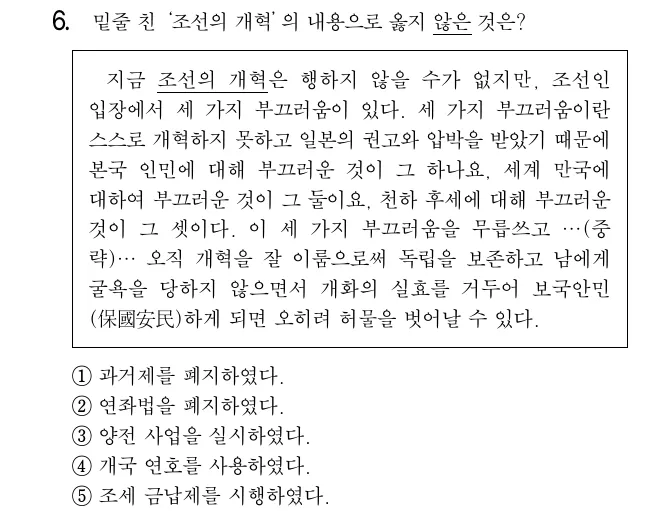 6. 밑줄 친 ‘조선의 개혁’의 내용으로 옳지 않은 것은?
지금 조선의 개혁은 행하지 않을 수가 없지만, 조선인
입장에서 세 가지 부끄러움이 있다. 세 가지 부끄러움이란
스스로 개혁하지 못하고 일본의 권고와 압박을 받았기 때문에
본국 인민에 대해 부끄러운 것이 그 하나요, 세계 만국에
대하여 부끄러운 것이 그 둘이요, 천하 후세에 대해 부끄러운
것이 그 셋이다. 이 세 가지 부끄러움을 무릅쓰고 …(중
략)… 오직 개혁을 잘 이룸으로써 독립을 보존하고 남에게
굴욕을 당하지 않으면서 개화의 실효를 거두어 보국안민
(保國安民)하게 되면 오히려 허물을 벗어날 수 있다.
① 과거제를 폐지하였다.
② 연좌법을 폐지하였다.
③ 양전 사업을 실시하였다.
④ 개국 연호를 사용하였다.
⑤ 조세 금납제를 시행하였다.